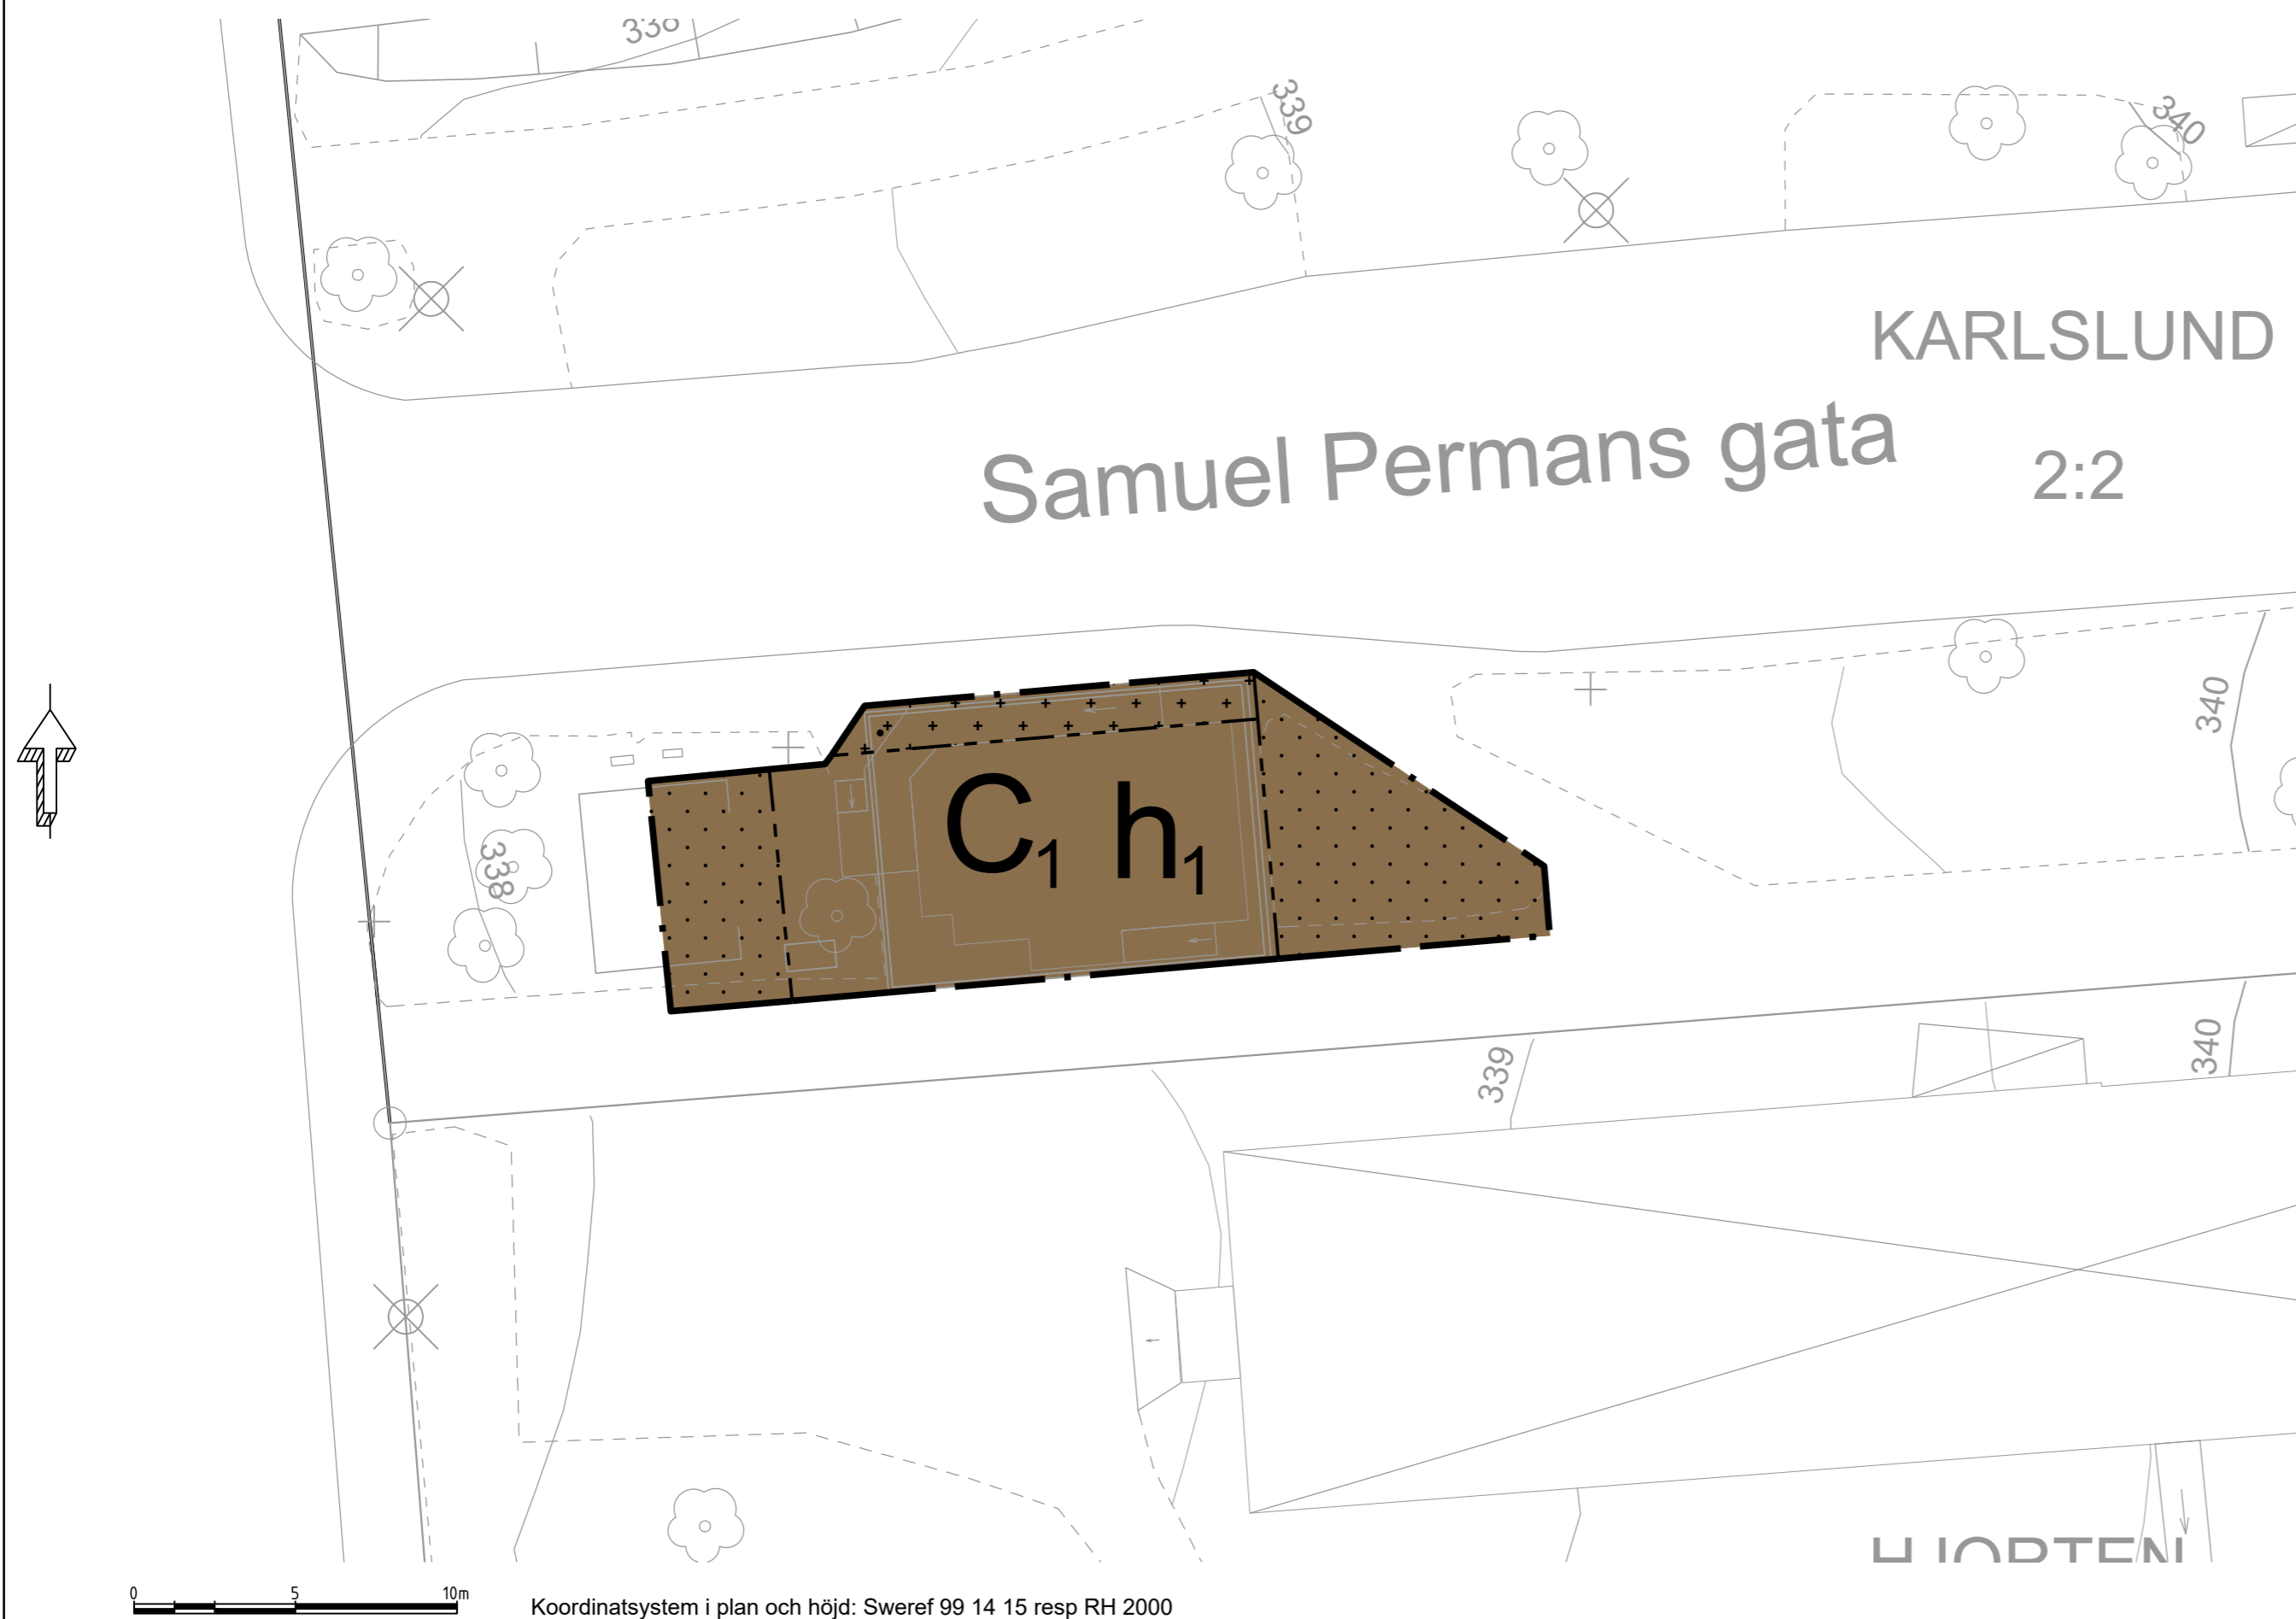 338
339
340
KARLSLUND
Samuel Permans gata
2:2
340
C1 h1
338
339
340
HJORTEN
0 5 10m
Koordinatsystem i plan och höjd: Sweref 99 14 15 resp RH 2000